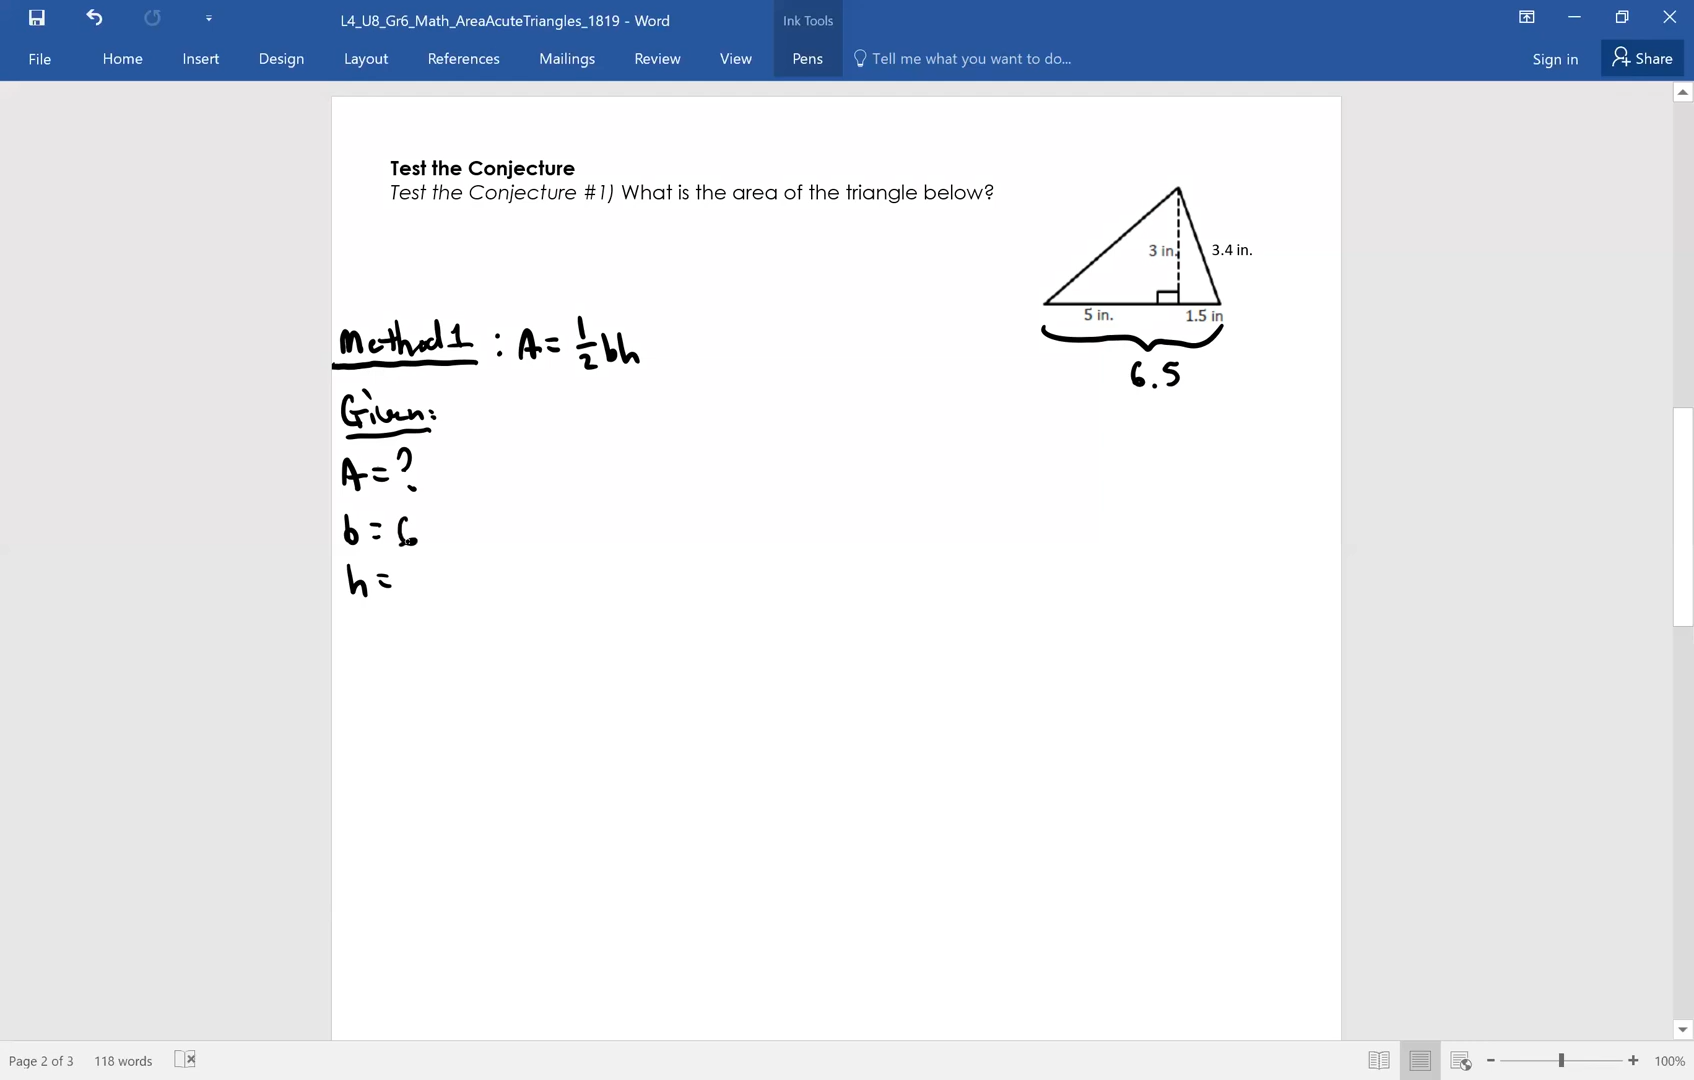 L4_U8_Gr6_Math_AreaAcuteTriangles_1819 - Word
Ink Tools
File Home Insert Design Layout References Mailings Review View Pens Tell me what you want to do...
Sign in Share
Test the Conjecture
Test the Conjecture #1) What is the area of the triangle below?
3 in.
3.4 in.
5 in.
1.5 in
6.5
Method 1 : A = 1/2 bh
Given:
A = ?
b = 6
h =
Page 2 of 3 118 words
100%